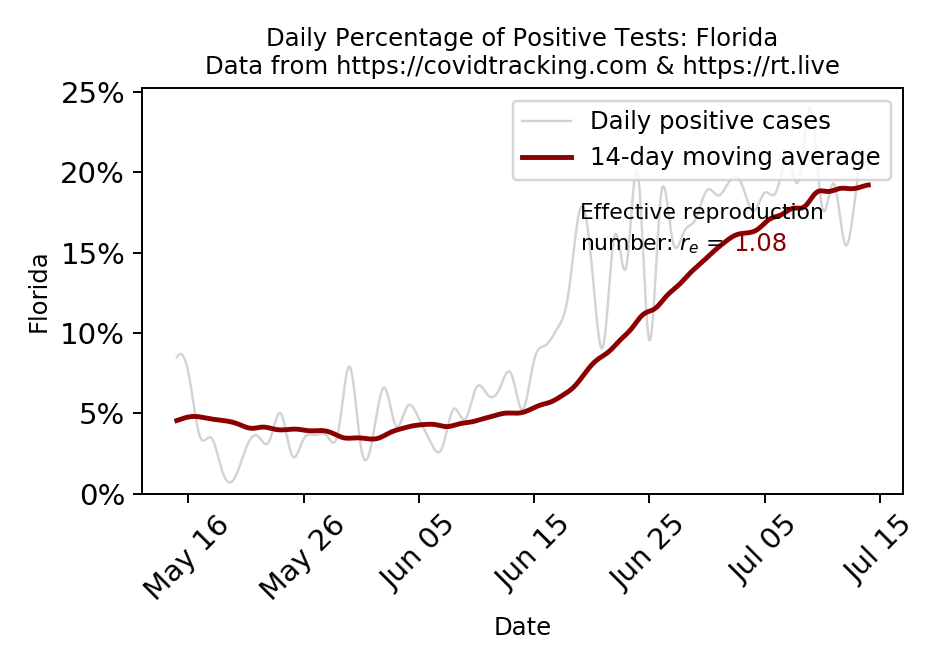 Daily Percentage of Positive Tests: Florida
Data from https://covidtracking.com & https://rt.live
25%
20%
15%
10%
5%
0%
Florida
Daily positive cases
14-day moving average
Effective reproduction
number: rₑ = 1.08
May 16
May 26
Jun 05
Jun 15
Jun 25
Jul 05
Jul 15
Date